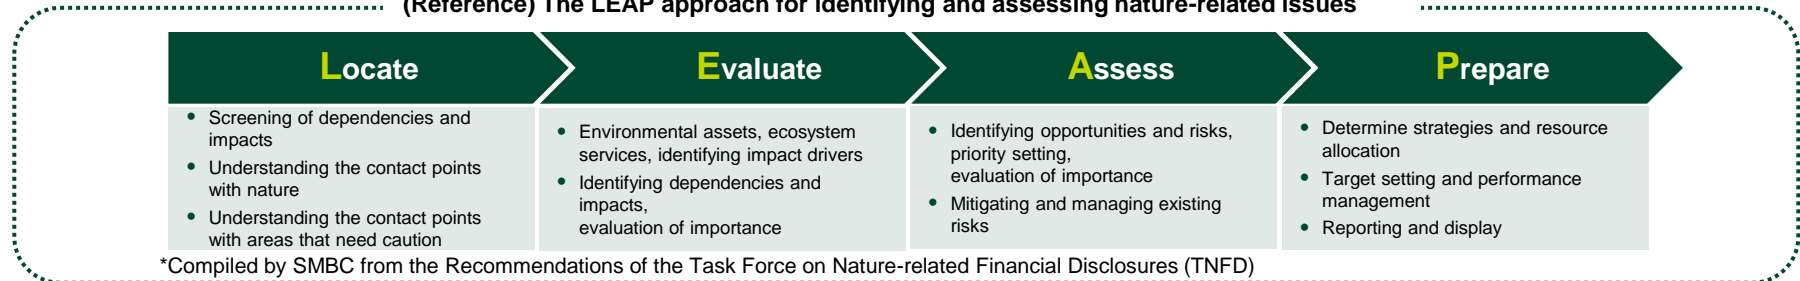 (Reference) The LEAP approach for identifying and assessing nature-related issues
Locate
Evaluate
Assess
Prepare
• Screening of dependencies and
impacts
• Understanding the contact points
with nature
• Understanding the contact points
with areas that need caution
• Environmental assets, ecosystem
services, identifying impact drivers
• Identifying dependencies and
impacts,
evaluation of importance
• Identifying opportunities and risks,
priority setting,
evaluation of importance
• Mitigating and managing existing
risks
• Determine strategies and resource
allocation
• Target setting and performance
management
• Reporting and display
*Compiled by SMBC from the Recommendations of the Task Force on Nature-related Financial Disclosures (TNFD)